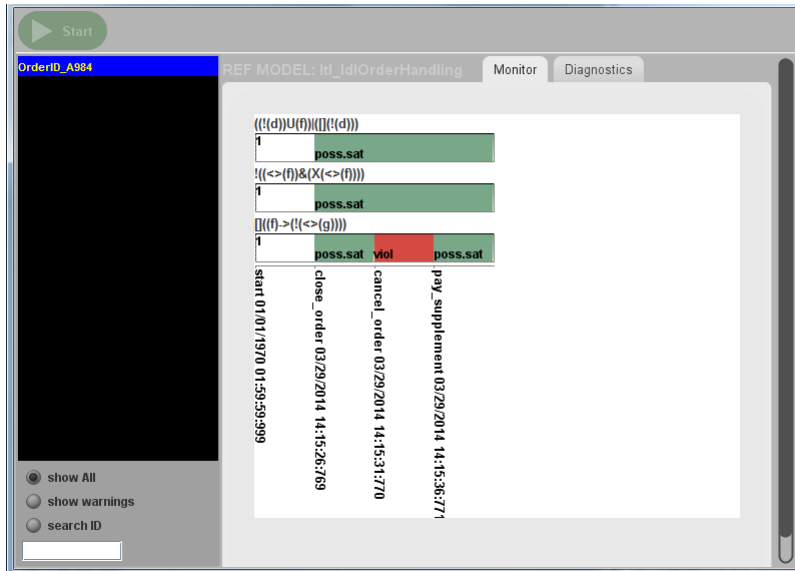 Start
OrderID_A984
REF MODEL: ltl_ldlOrderHandling
Monitor
Diagnostics
((!(d))U(f))|([](!(d)))
1
poss.sat
!((<>(f))&(X(<>(f))))
1
poss.sat
[]((f)->(!(<>(g))))
1
poss.sat viol poss.sat
start 01/01/1970 01:59:59:999
close_order 03/29/2014 14:15:26:769
cancel_order 03/29/2014 14:15:31:770
pay_supplement 03/29/2014 14:15:36:771
show All
show warnings
search ID